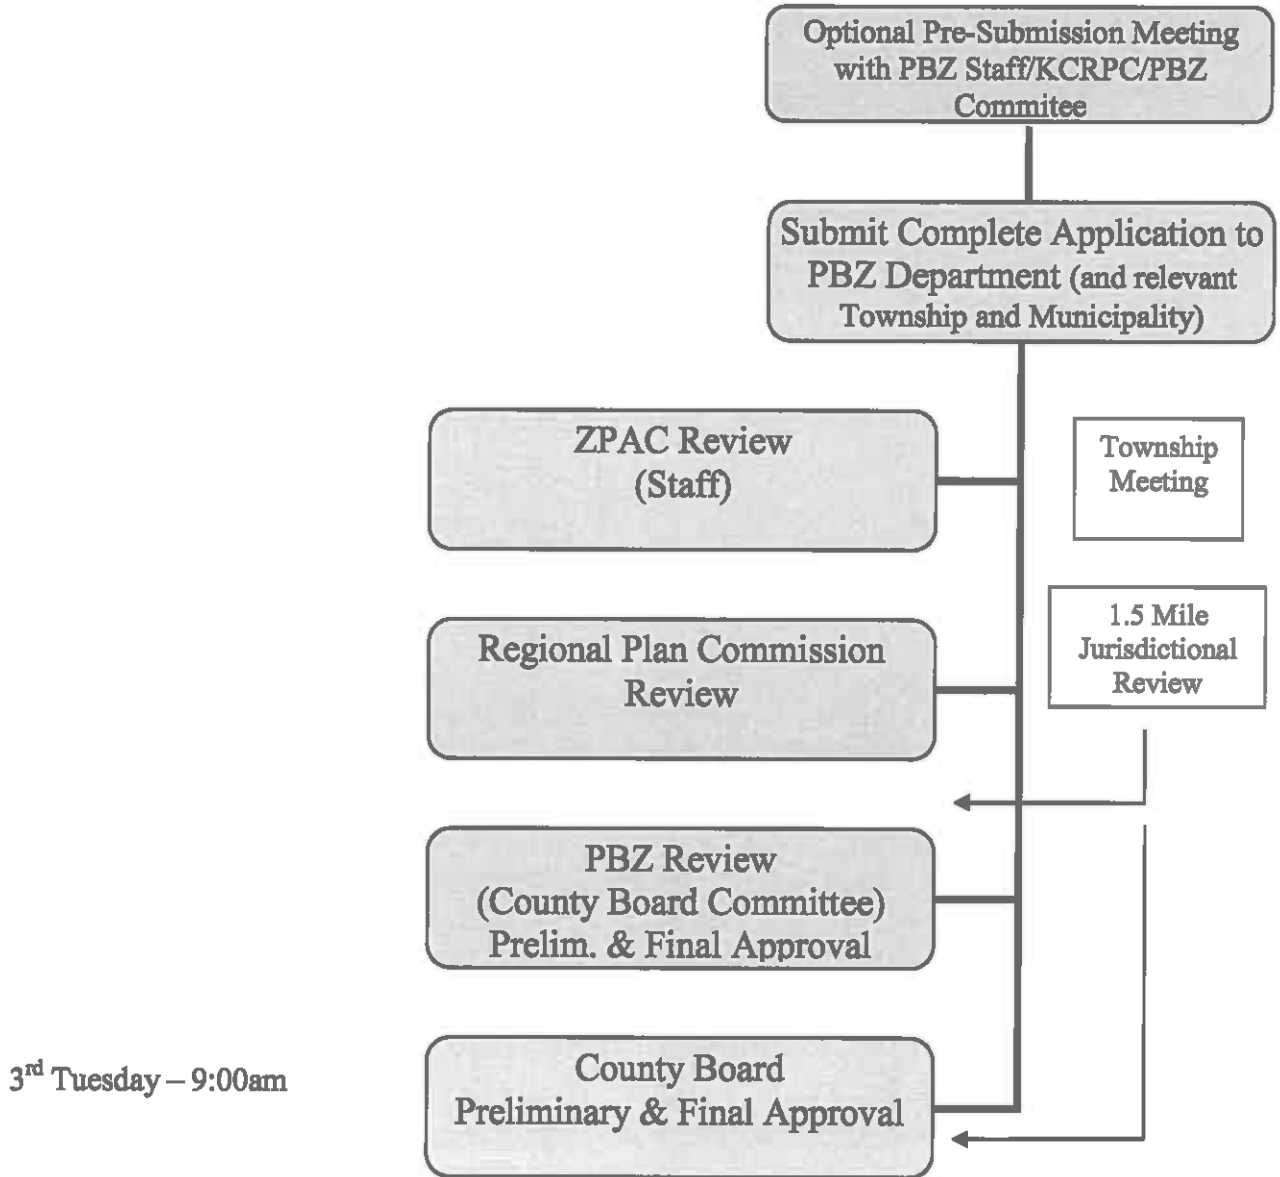 Optional Pre-Submission Meeting
with PBZ Staff/KCRPC/PBZ
Commitee
Submit Complete Application to
PBZ Department (and relevant
Township and Municipality)
ZPAC Review
(Staff)
Township
Meeting
Regional Plan Commission
Review
1.5 Mile
Jurisdictional
Review
PBZ Review
(County Board Committee)
Prelim. & Final Approval
3rd Tuesday – 9:00am
County Board
Preliminary & Final Approval